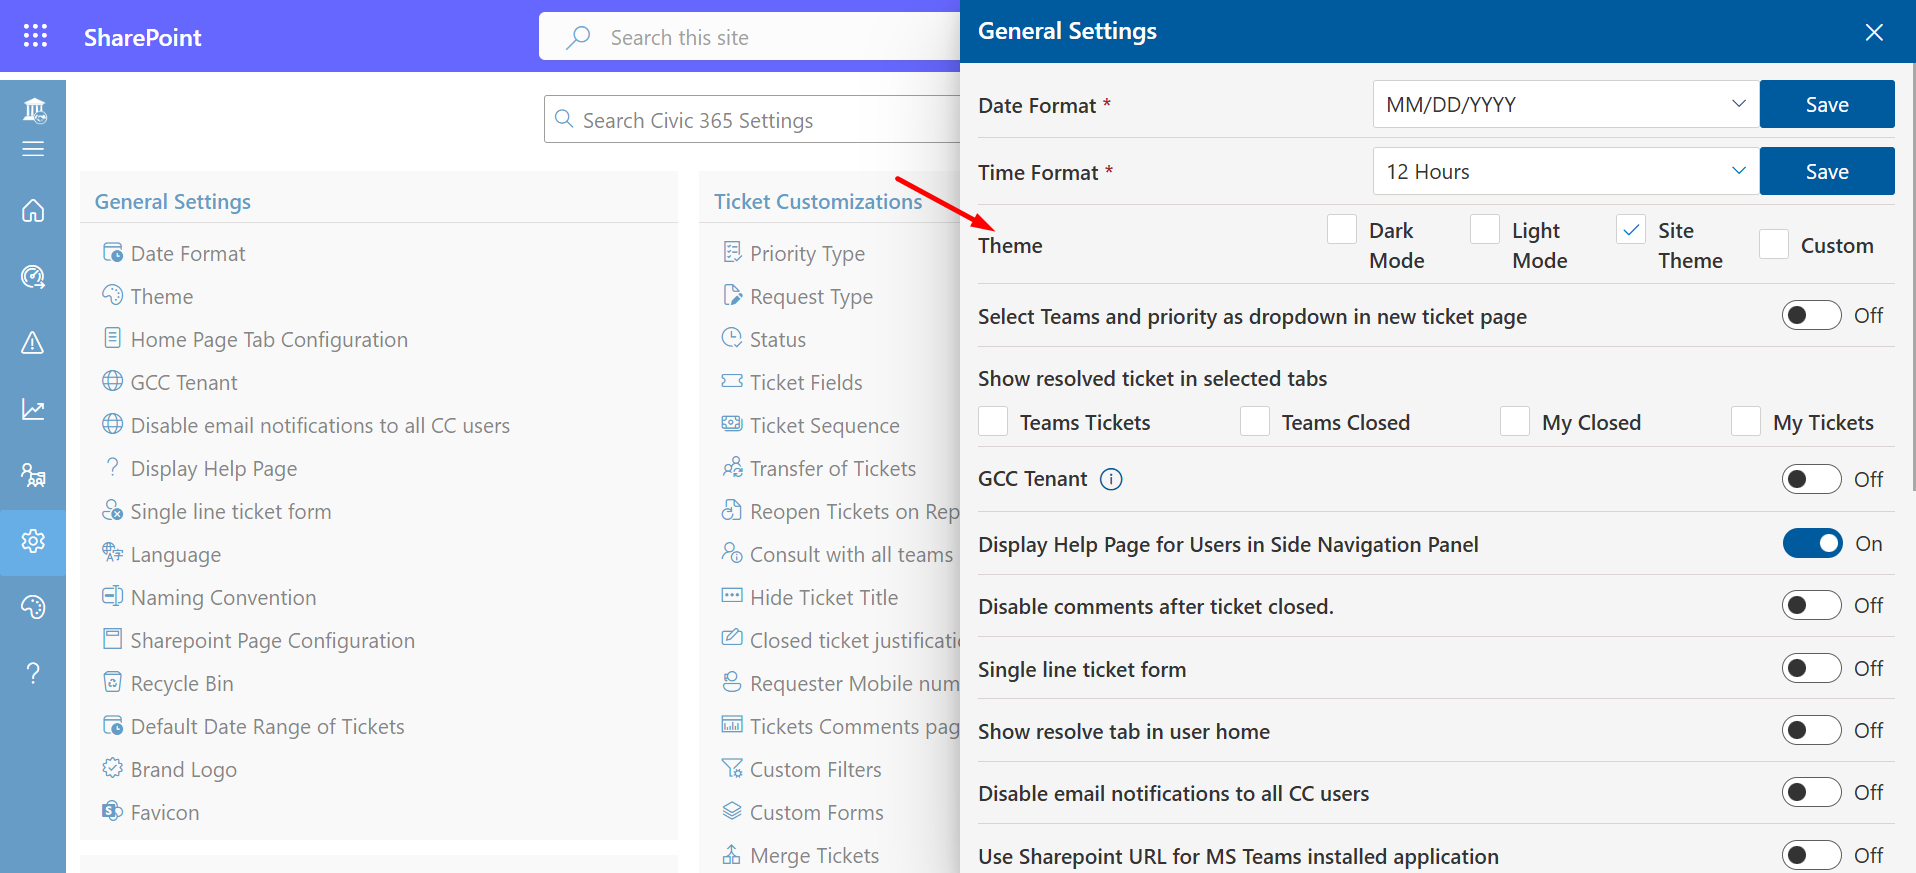 SharePoint
Search this site
Search Civic 365 Settings
General Settings
Date Format
Theme
Home Page Tab Configuration
GCC Tenant
Disable email notifications to all CC users
Display Help Page
Single line ticket form
Language
Naming Convention
Sharepoint Page Configuration
Recycle Bin
Default Date Range of Tickets
Brand Logo
Favicon
Ticket Customizations
Priority Type
Request Type
Status
Ticket Fields
Ticket Sequence
Transfer of Tickets
Reopen Tickets on Rep
Consult with all teams
Hide Ticket Title
Closed ticket justificati
Requester Mobile num
Tickets Comments pag
Custom Filters
Custom Forms
Merge Tickets
General Settings
Date Format *
MM/DD/YYYY
Save
Time Format *
12 Hours
Save
Theme
Dark
Mode
Light
Mode
Site
Theme
Custom
Select Teams and priority as dropdown in new ticket page
Off
Show resolved ticket in selected tabs
Teams Tickets
Teams Closed
My Closed
My Tickets
GCC Tenant
Off
Display Help Page for Users in Side Navigation Panel
On
Disable comments after ticket closed.
Off
Single line ticket form
Off
Show resolve tab in user home
Off
Disable email notifications to all CC users
Off
Use Sharepoint URL for MS Teams installed application
Off